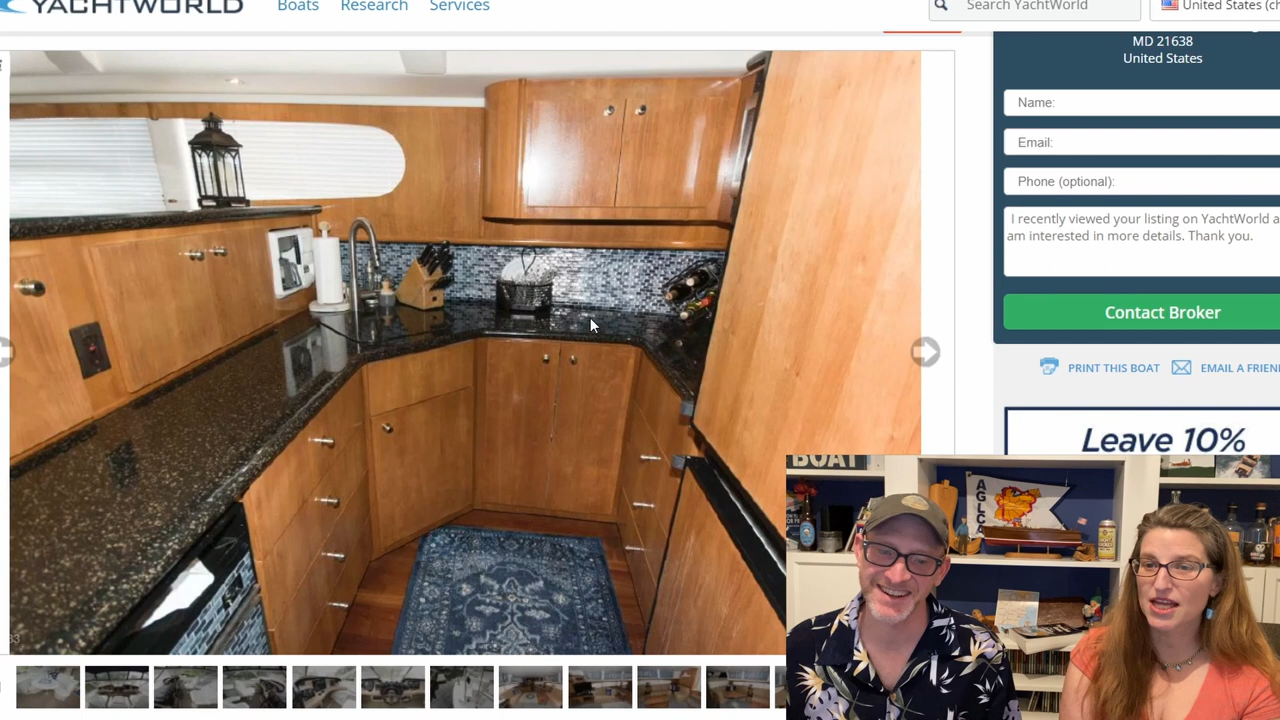 YACHTWORLD
Boats
Research
Services
Search YachtWorld
United States (ch
MD 21638
United States
Name:
Email:
Phone (optional):
I recently viewed your listing on YachtWorld a
am interested in more details. Thank you.
Contact Broker
PRINT THIS BOAT
EMAIL A FRIEN
Leave 10%
BOAT
AGLC